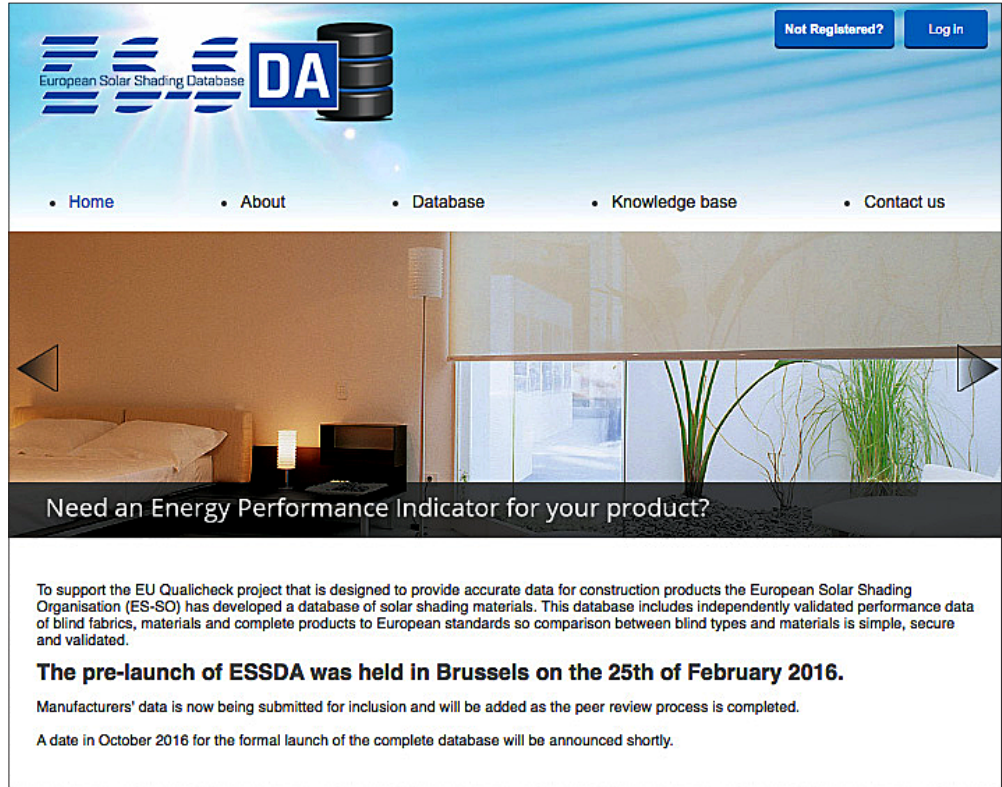 Not Registered?
Log in
ES-S
European Solar Shading Database
DA
• Home
• About
• Database
• Knowledge base
• Contact us
Need an Energy Performance Indicator for your product?
To support the EU Qualicheck project that is designed to provide accurate data for construction products the European Solar Shading
Organisation (ES-SO) has developed a database of solar shading materials. This database includes independently validated performance data
of blind fabrics, materials and complete products to European standards so comparison between blind types and materials is simple, secure
and validated.
The pre-launch of ESSDA was held in Brussels on the 25th of February 2016.
Manufacturers' data is now being submitted for inclusion and will be added as the peer review process is completed.
A date in October 2016 for the formal launch of the complete database will be announced shortly.